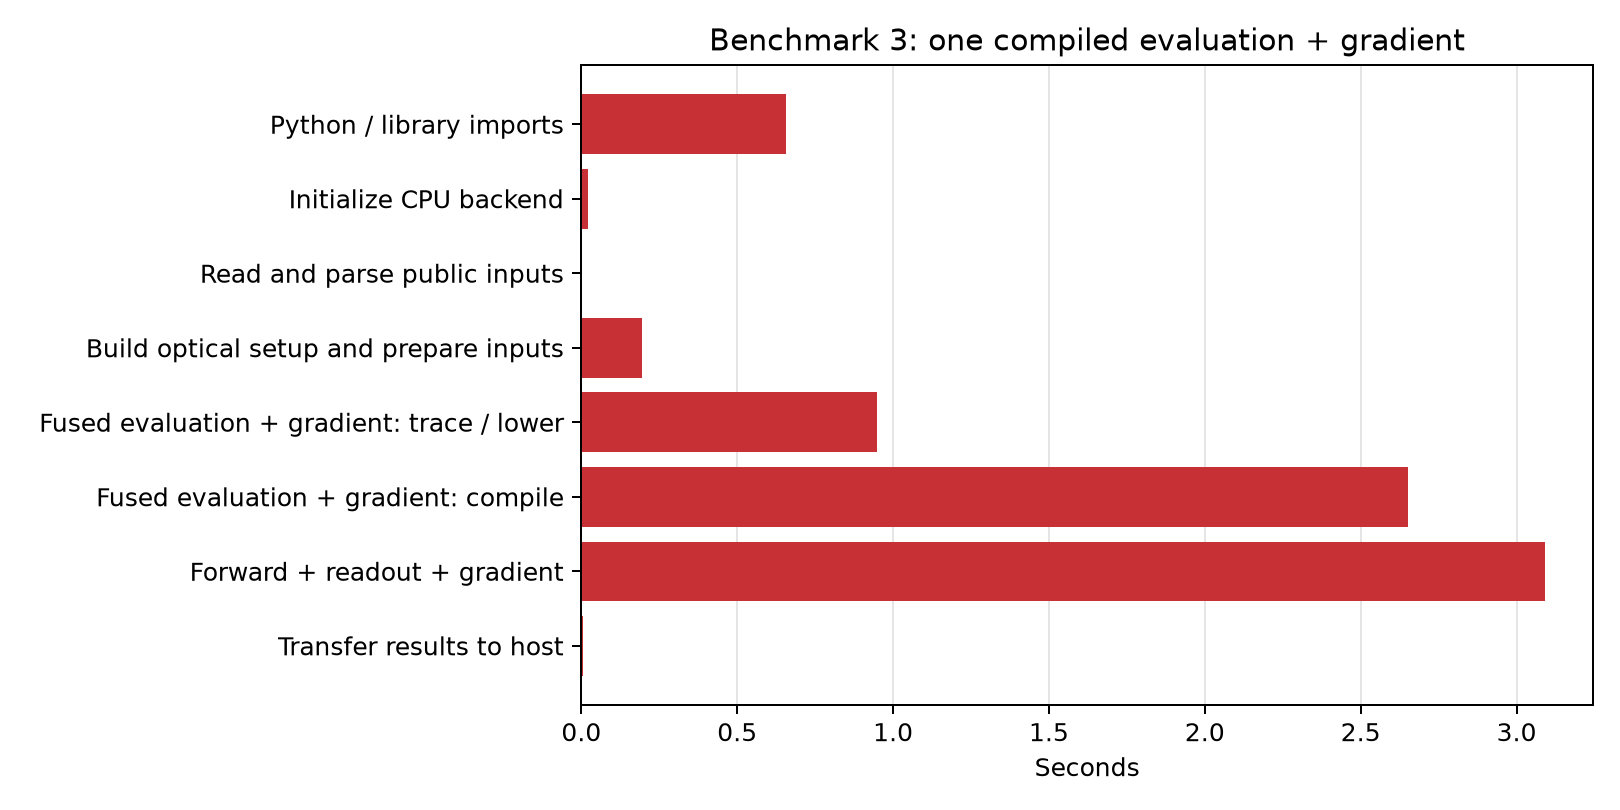 Benchmark 3: one compiled evaluation + gradient
Python / library imports
Initialize CPU backend
Read and parse public inputs
Build optical setup and prepare inputs
Fused evaluation + gradient: trace / lower
Fused evaluation + gradient: compile
Forward + readout + gradient
Transfer results to host
0.0 0.5 1.0 1.5 2.0 2.5 3.0
Seconds